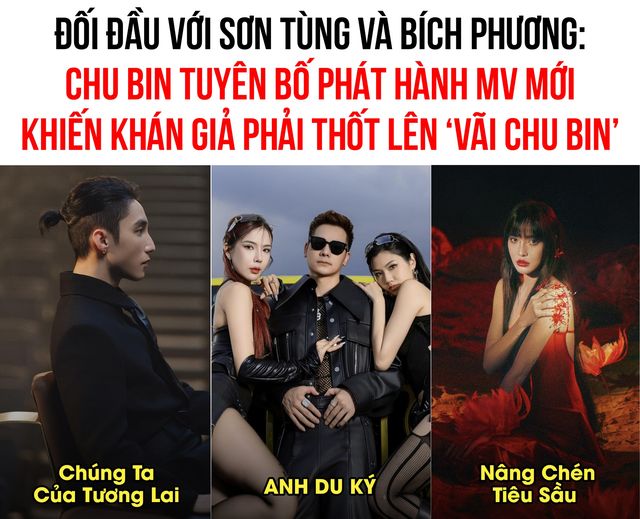 ĐỐI ĐẦU VỚI SƠN TÙNG VÀ BÍCH PHƯƠNG:
CHU BIN TUYÊN BỐ PHÁT HÀNH MV MỚI
KHIẾN KHÁN GIẢ PHẢI THỐT LÊN ‘VÃI CHU BIN’
Chúng Ta
Của Tương Lai
ANH DU KÝ
Nâng Chén
Tiêu Sầu